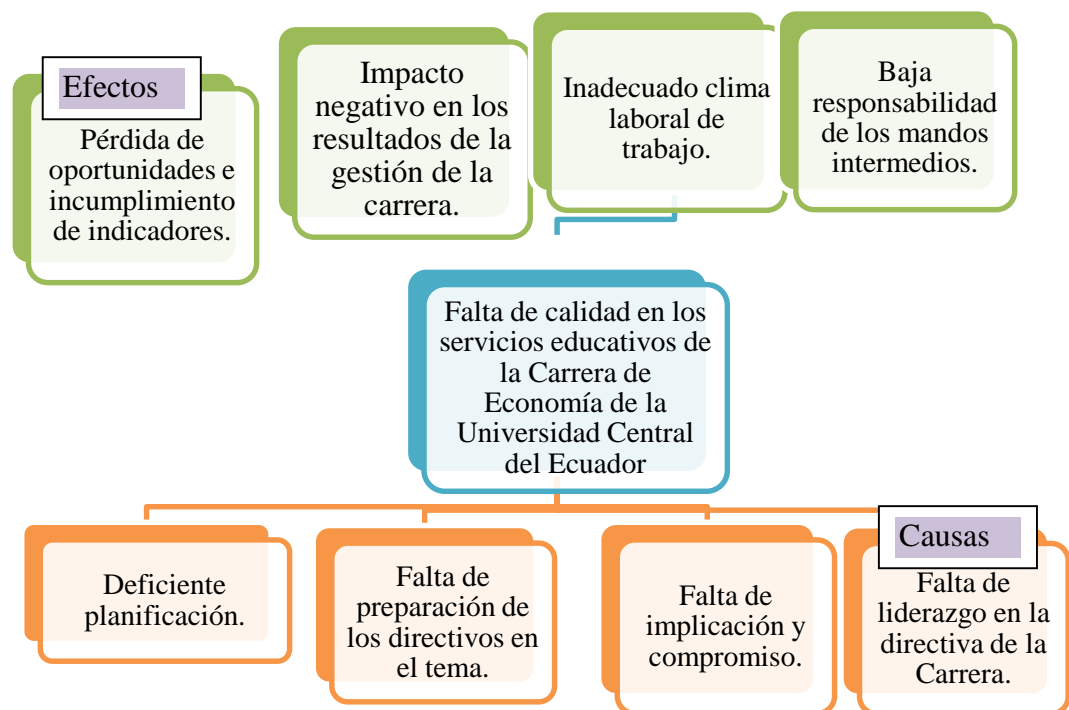 Efectos
Pérdida de
oportunidades e
incumplimiento
de indicadores.
Impacto
negativo en los
resultados de la
gestión de la
carrera.
Inadecuado clima
laboral de
trabajo.
Baja
responsabilidad
de los mandos
intermedios.
Falta de calidad en los
servicios educativos de
la Carrera de
Economía de la
Universidad Central
del Ecuador
Deficiente
planificación.
Falta de
preparación de
los directivos en
el tema.
Falta de
implicación y
compromiso.
Causas
Falta de
liderazgo en la
directiva de la
Carrera.